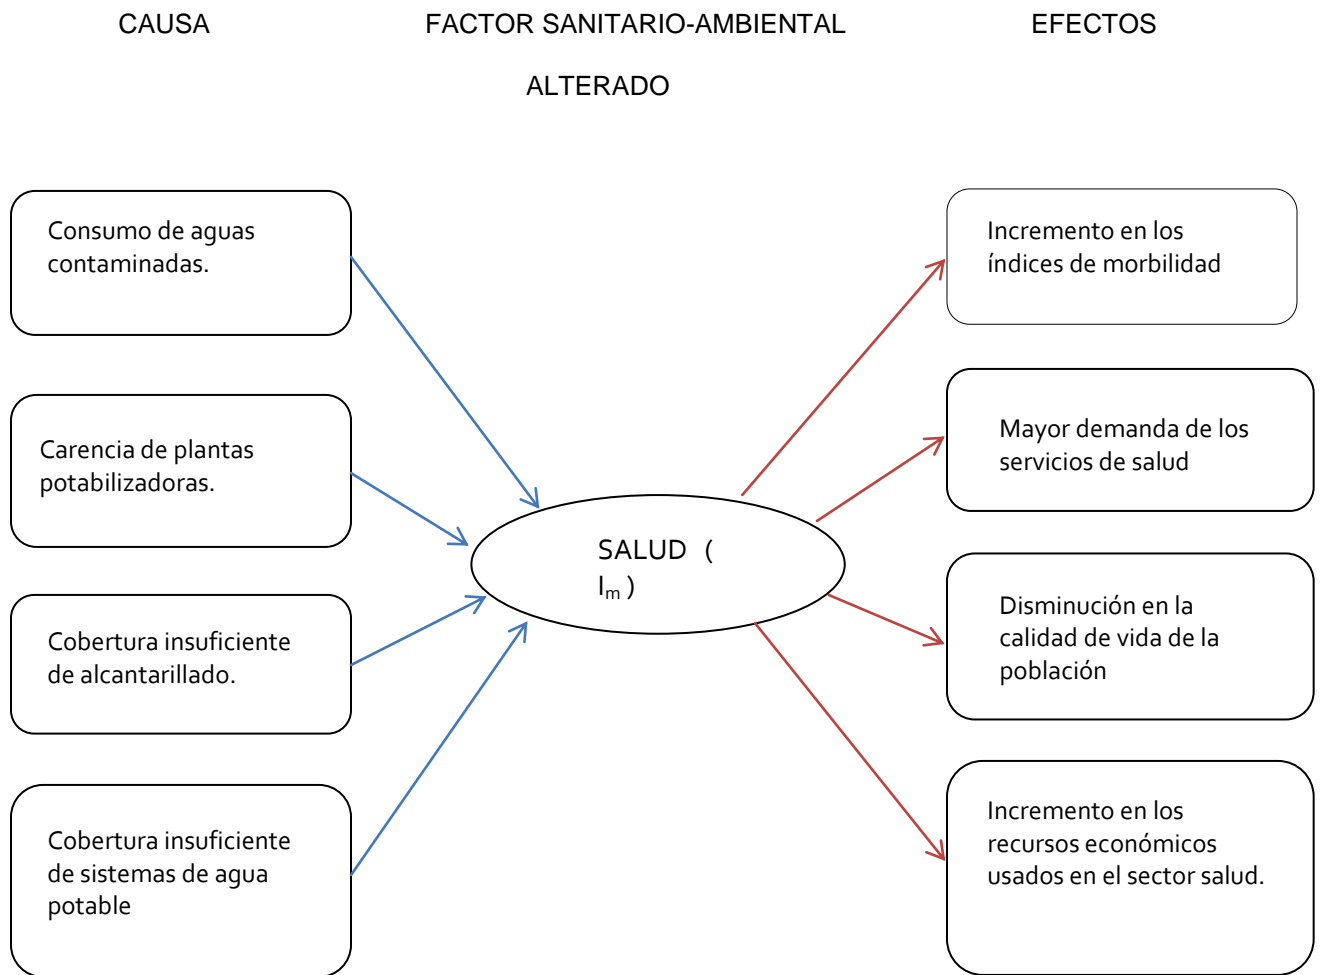 CAUSA FACTOR SANITARIO-AMBIENTAL EFECTOS
ALTERADO
Consumo de aguas
contaminadas.
Carencia de plantas
potabilizadoras.
Cobertura insuficiente
de alcantarillado.
Cobertura insuficiente
de sistemas de agua
potable
SALUD (
Iₘ )
Incremento en los
índices de morbilidad
Mayor demanda de los
servicios de salud
Disminución en la
calidad de vida de la
población
Incremento en los
recursos económicos
usados en el sector salud.